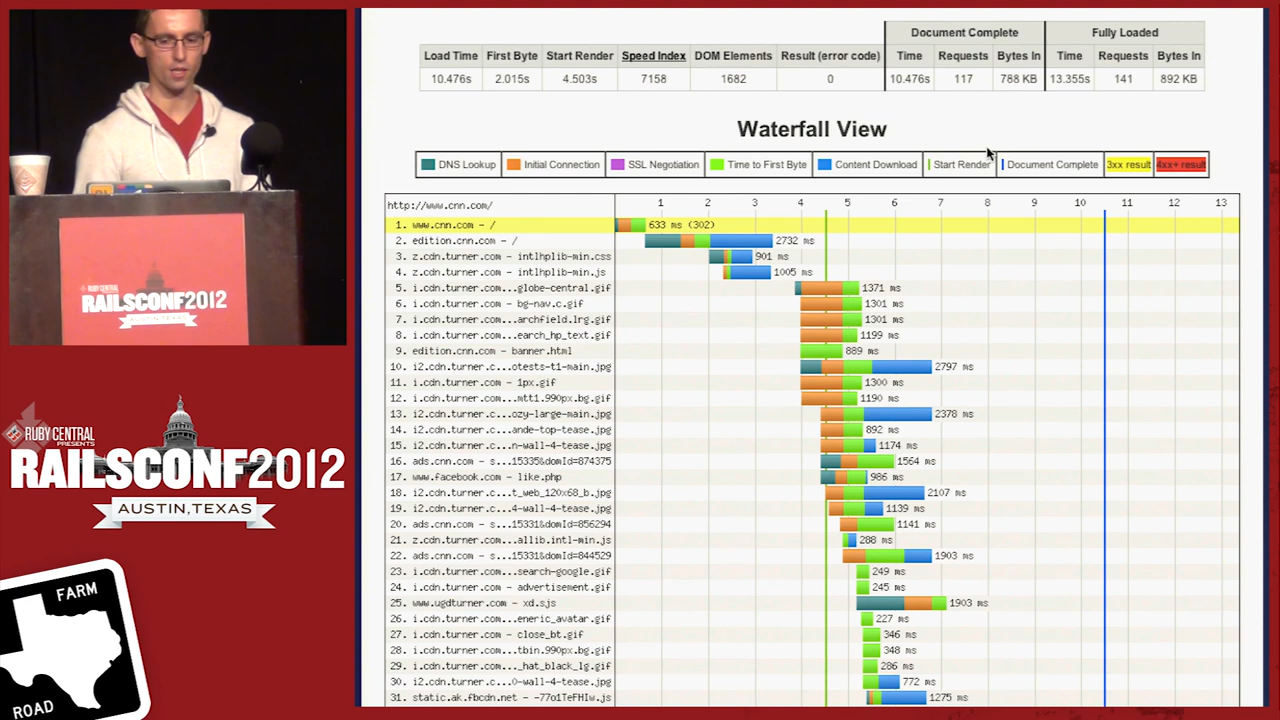 Document Complete
Fully Loaded
Load Time First Byte Start Render Speed Index DOM Elements Result (error code) Time Requests Bytes In Time Requests Bytes In
10.476s 2.015s 4.503s 7158 1682 0 10.476s 117 788 KB 13.355s 141 892 KB
Waterfall View
DNS Lookup Initial Connection SSL Negotiation Time to First Byte Content Download Start Render Document Complete 3xx result 4xx+ result
http://www.cnn.com/ 1 2 3 4 5 6 7 8 9 10 11 12 13
1. www.cnn.com - / 633 ms (302)
2. edition.cnn.com - / 2732 ms
3. z.cdn.turner.com - intlhplib-min.css 901 ms
4. z.cdn.turner.com - intlhplib-min.js 1005 ms
5. i.cdn.turner.com...globe-central.gif 1371 ms
6. i.cdn.turner.com - bg-nav.c.gif 1301 ms
7. i.cdn.turner.com...archfield.lrg.gif 1301 ms
8. i.cdn.turner.com...earch_hp_text.gif 1199 ms
9. edition.cnn.com - banner.html 889 ms
10. i2.cdn.turner.c...otests-t1-main.jpg 2797 ms
11. i.cdn.turner.com - 1px.gif 1300 ms
12. i.cdn.turner.com...mtt1.990px.bg.gif 1190 ms
13. i2.cdn.turner.c...ozy-large-main.jpg 2378 ms
14. i2.cdn.turner.c...ande-top-tease.jpg 892 ms
15. i2.cdn.turner.c...n-wall-4-tease.jpg 1174 ms
16. ads.cnn.com - s...15335&domId=874375 1564 ms
17. www.facebook.com - like.php 986 ms
18. i2.cdn.turner.c...t_web_120x68_b.jpg 2107 ms
19. i2.cdn.turner.c...4-wall-4-tease.jpg 1139 ms
20. ads.cnn.com - s...15331&domId=856294 1141 ms
21. z.cdn.turner.com...allib.intl-min.js 288 ms
22. ads.cnn.com - s...15331&domId=844529 1903 ms
23. i.cdn.turner.com...search-google.gif 249 ms
24. i.cdn.turner.com - advertisement.gif 245 ms
25. www.ugdturner.com - xd.sjs 1903 ms
26. i.cdn.turner.com...eneric_avatar.gif 227 ms
27. i.cdn.turner.com - close_bt.gif 346 ms
28. i.cdn.turner.com...tbin.990px.bg.gif 348 ms
29. i.cdn.turner.com..._hat_black_lg.gif 286 ms
30. i2.cdn.turner.c...0-wall-4-tease.jpg 772 ms
31. static.ak.fbcdn.net - -77o1TeFHIw.js 1275 ms
RUBY CENTRAL
PRESENTS
RAILSCONF2012
AUSTIN, TEXAS
RUBY CENTRAL
PRESENTS
RAILSCONF2012
AUSTIN, TEXAS
FARM
ROAD